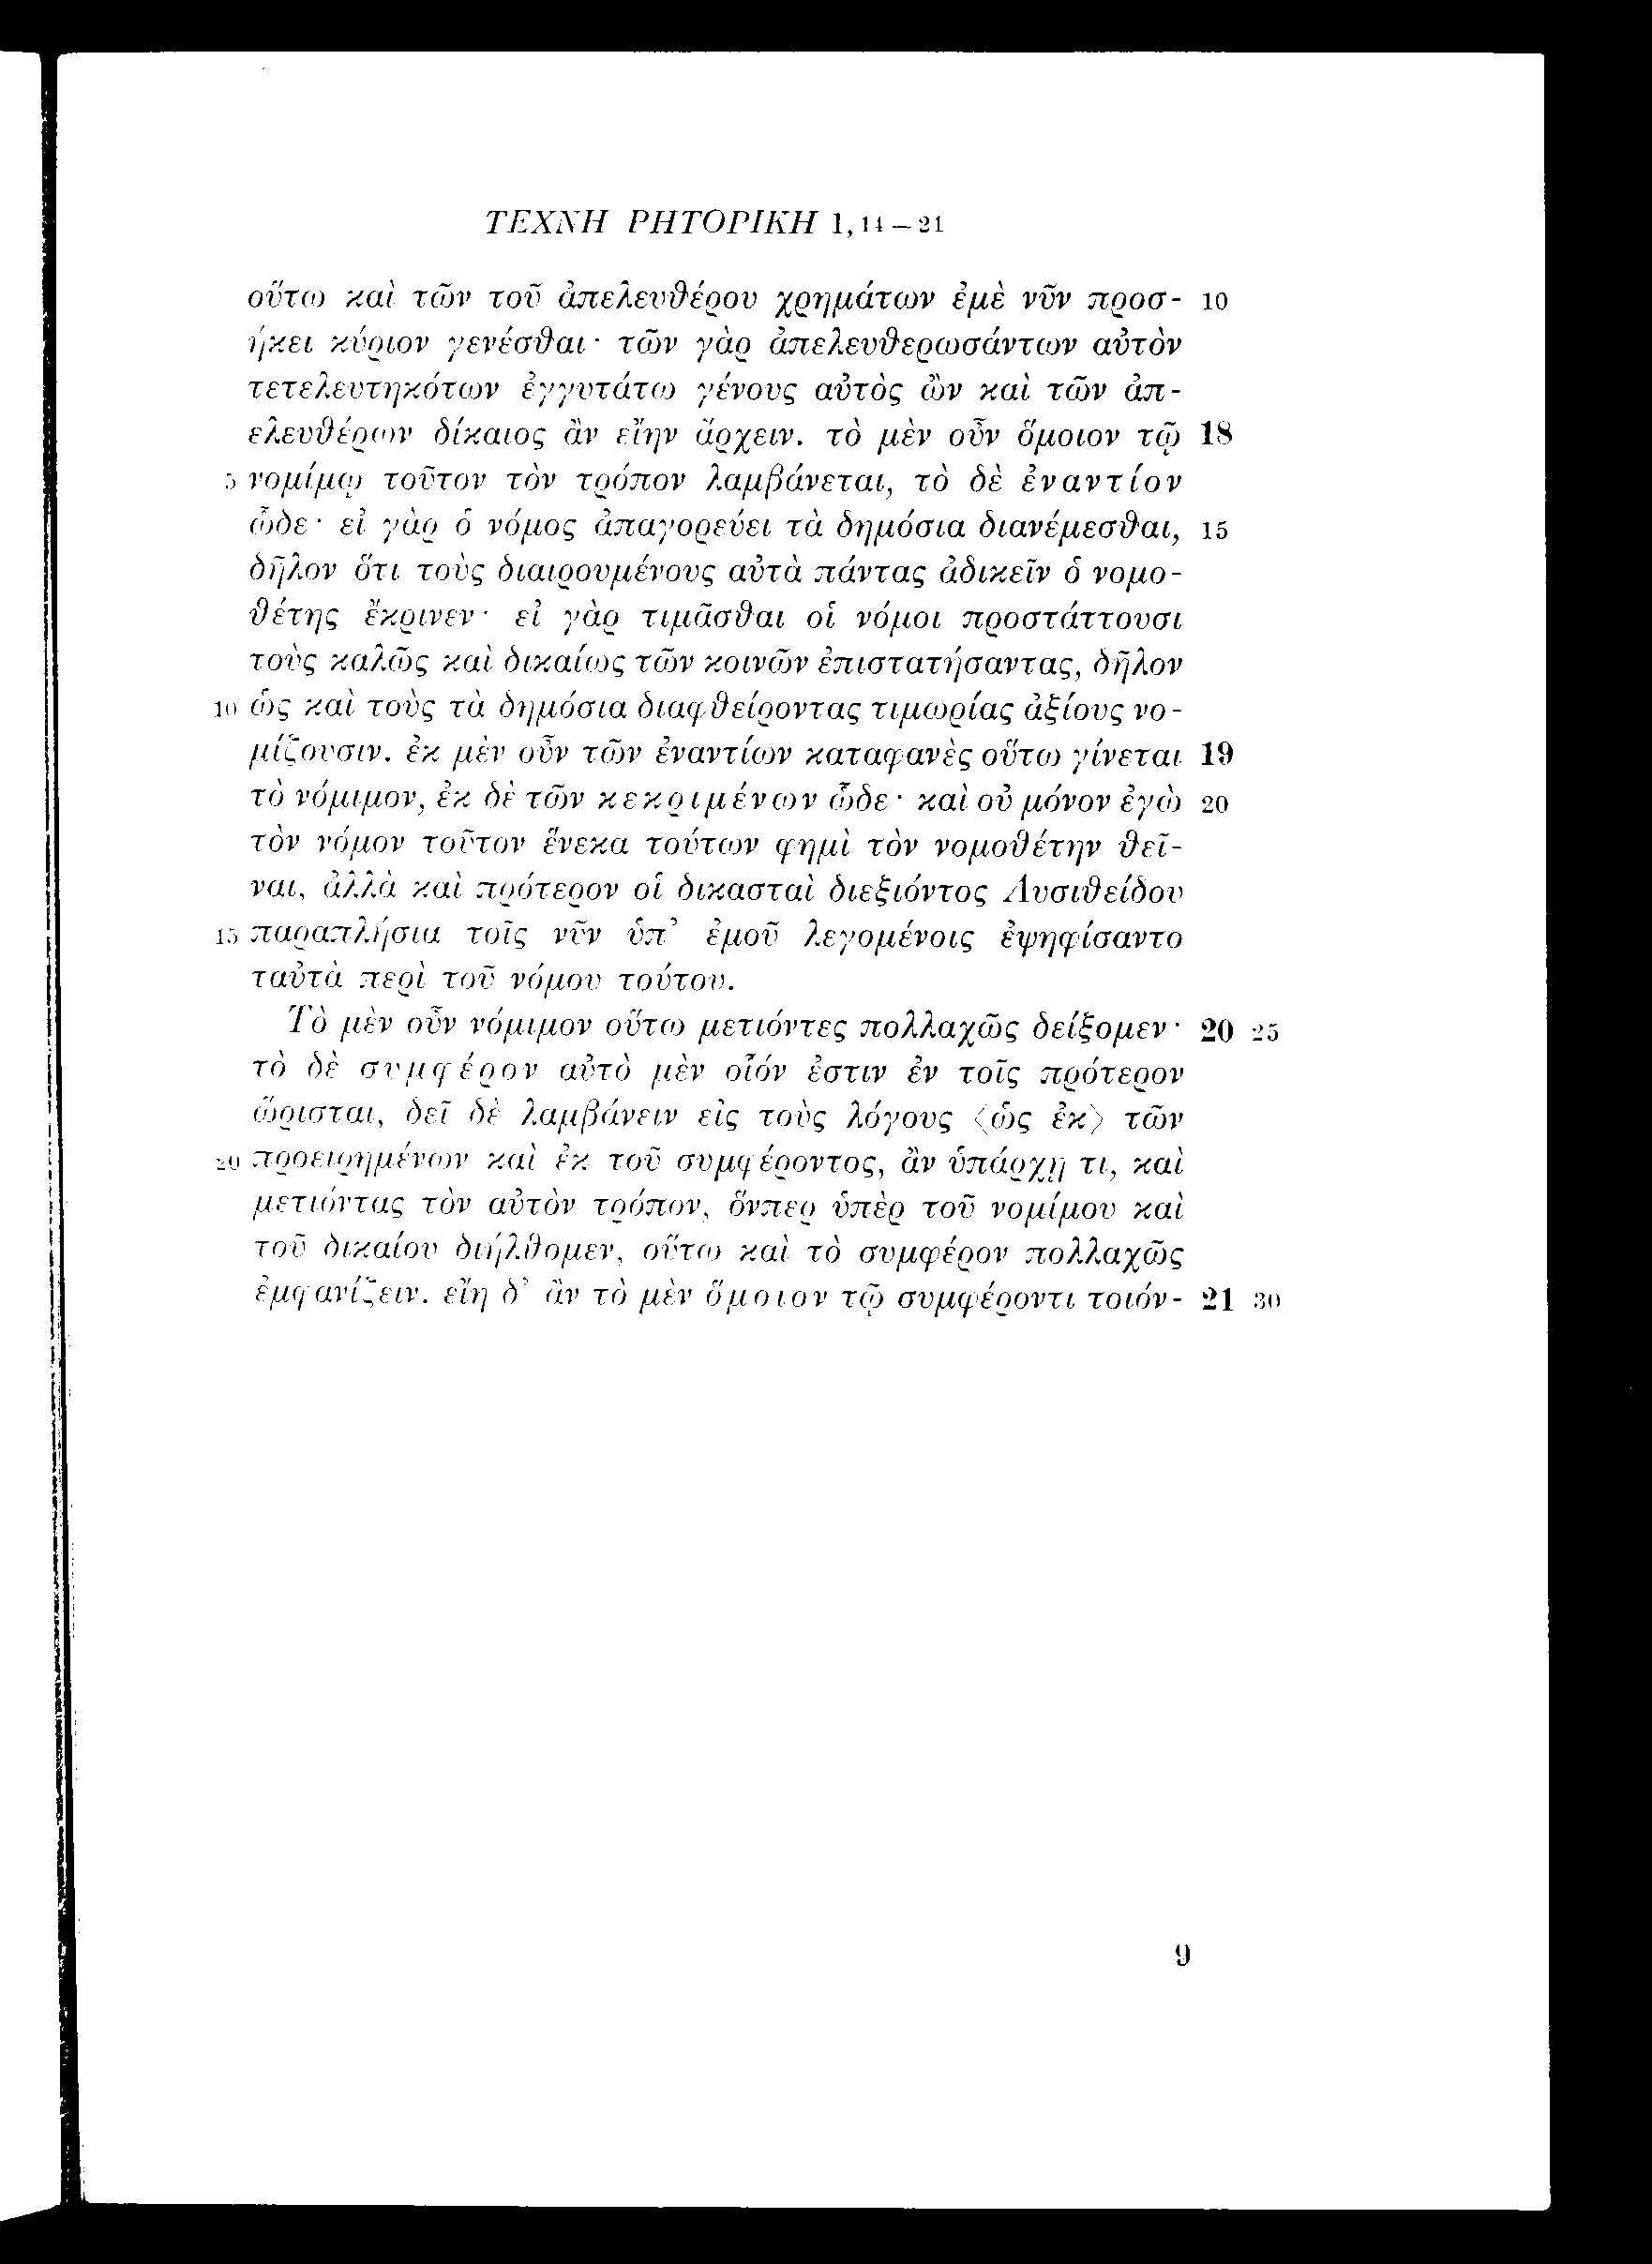 ΤΕΧΝΗ ΡΗΤΟΡΙΚΗ 1, 14 – 21
οὕτω καὶ τῶν τοῦ ἀπελευθέρου χρημάτων ἐμὲ νῦν προσ- 10
ήκει κύριον γενέσθαι· τῶν γὰρ ἀπελευθερωσάντων αὐτὸν
τετελευτηκότων ἐγγυτάτω γένους αὐτὸς ὢν καὶ τῶν ἀπ-
ελευθέρων δίκαιος ἂν εἴην ἄρχειν. τὸ μὲν οὖν ὅμοιον τῷ 18
5 νομίμῳ τοῦτον τὸν τρόπον λαμβάνεται, τὸ δὲ ἐναντίον
ὧδε· εἰ γὰρ ὁ νόμος ἀπαγορεύει τὰ δημόσια διανέμεσθαι, 15
δῆλον ὅτι τοὺς διαιρουμένους αὐτὰ πάντας ἀδικεῖν ὁ νομο-
θέτης ἔκρινεν· εἰ γὰρ τιμᾶσθαι οἱ νόμοι προστάττουσι
τοὺς καλῶς καὶ δικαίως τῶν κοινῶν ἐπιστατήσαντας, δῆλον
10 ὡς καὶ τοὺς τὰ δημόσια διαφθείροντας τιμωρίας ἀξίους νο-
μίζουσιν. ἐκ μὲν οὖν τῶν ἐναντίων καταφανὲς οὕτω γίνεται 19
τὸ νόμιμον, ἐκ δὲ τῶν κεκριμένων ὧδε· καὶ οὐ μόνον ἐγὼ 20
τὸν νόμον τοῦτον ἕνεκα τούτων φημὶ τὸν νομοθέτην θεῖ-
ναι, ἀλλὰ καὶ πρότερον οἱ δικασταὶ διεξιόντος Λυσιθείδου
15 παραπλήσια τοῖς νῦν ὑπ’ ἐμοῦ λεγομένοις ἐψηφίσαντο
ταὐτὰ περὶ τοῦ νόμου τούτου.
Τὸ μὲν οὖν νόμιμον οὕτω μετιόντες πολλαχῶς δείξομεν· 20 25
τὸ δὲ συμφέρον αὐτὸ μὲν οἷόν ἐστιν ἐν τοῖς πρότερον
ὥρισται, δεῖ δὲ λαμβάνειν εἰς τοὺς λόγους ⟨ὡς ἐκ⟩ τῶν
20 προειρημένων καὶ ἐκ τοῦ συμφέροντος, ἂν ὑπάρχῃ τι, καὶ
μετιόντας τὸν αὐτὸν τρόπον, ὅνπερ ὑπὲρ τοῦ νομίμου καὶ
τοῦ δικαίου διήλθομεν, οὕτω καὶ τὸ συμφέρον πολλαχῶς
ἐμφανίζειν. εἴη δ’ ἂν τὸ μὲν ὅμοιον τῷ συμφέροντι τοιόν- 21 30
9